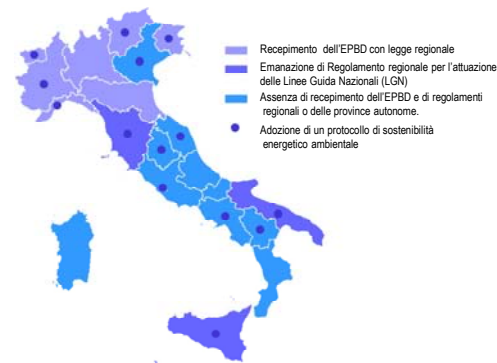 Recepimento dell'EPBD con legge regionale
Emanazione di Regolamento regionale per l'attuazione
delle Linee Guida Nazionali (LGN)
Assenza di recepimento dell'EPBD e di regolamenti
regionali o delle province autonome.
Adozione di un protocollo di sostenibilità
energetico ambientale